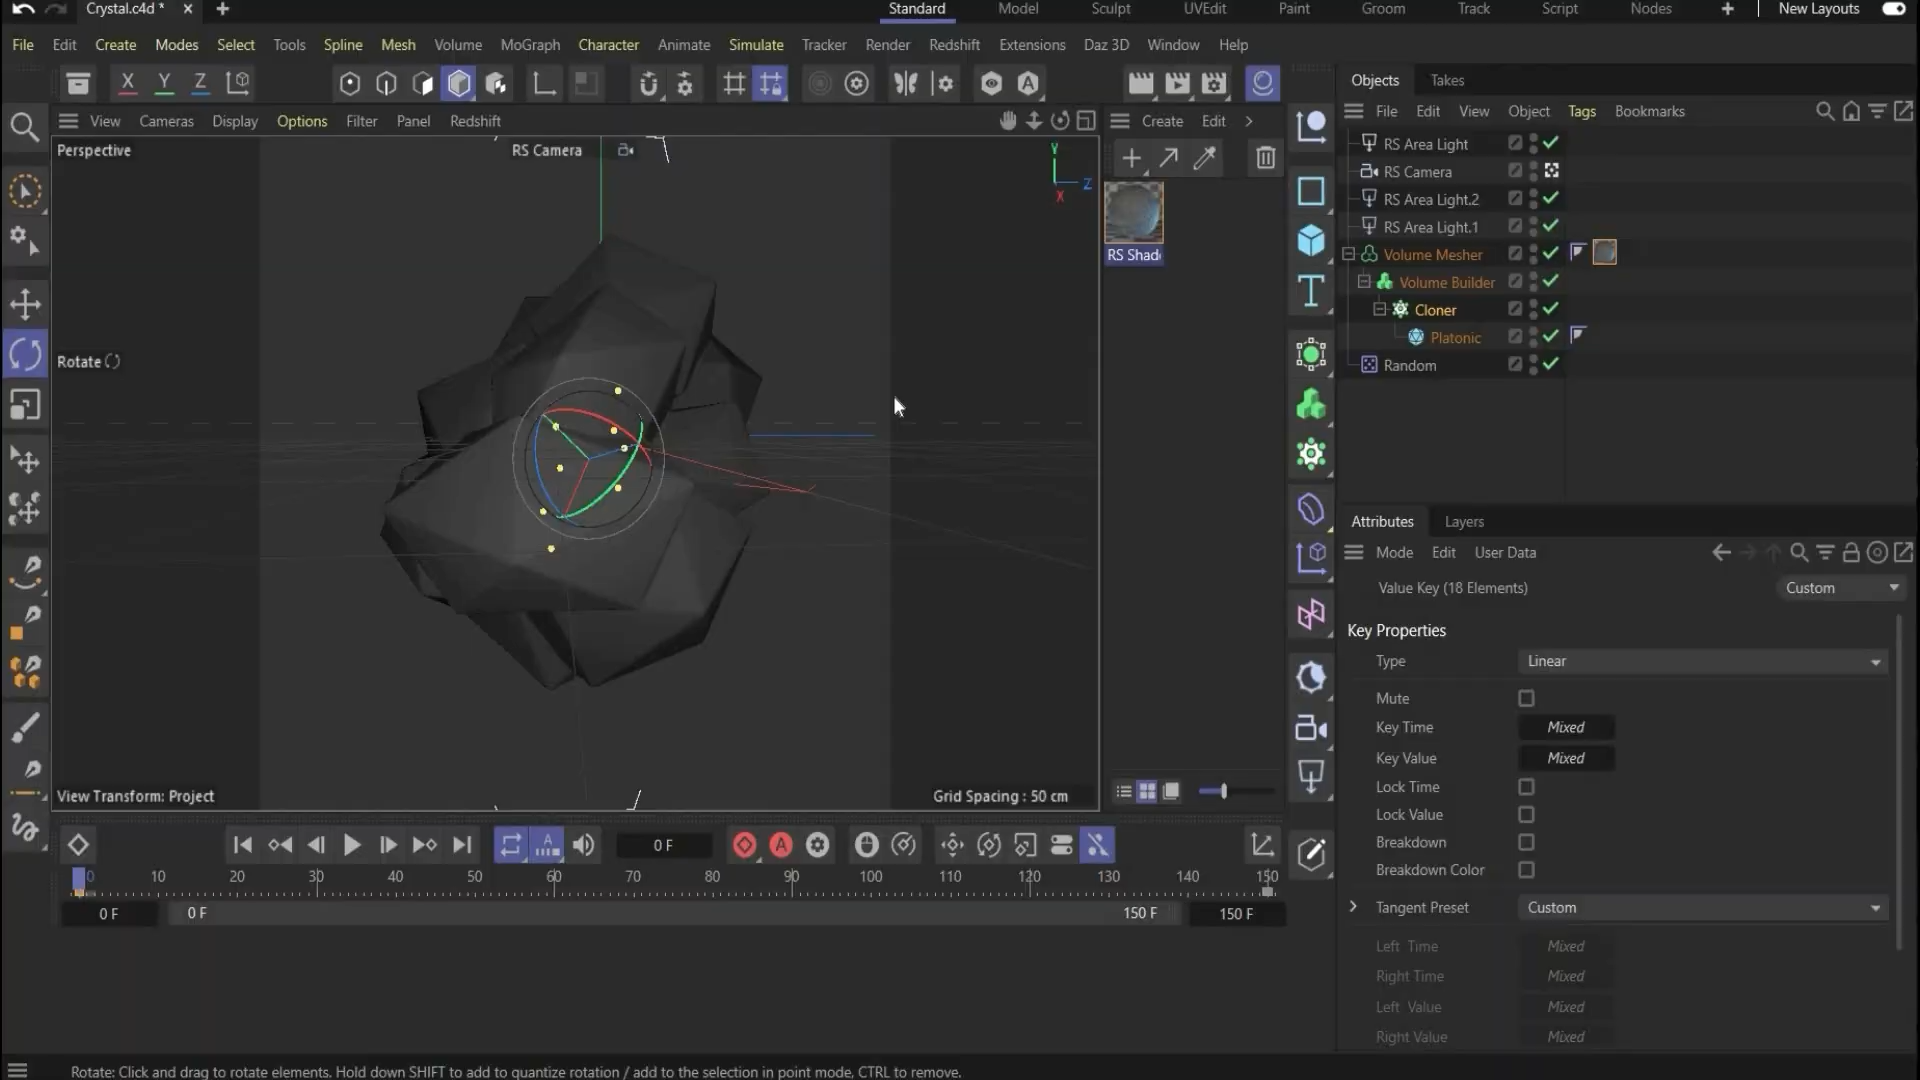 Crystal.c4d *
Standard Model Sculpt UVEdit Paint Groom Track Script Nodes New Layouts
File Edit Create Modes Select Tools Spline Mesh Volume MoGraph Character Animate Simulate Tracker Render Redshift Extensions Daz 3D Window Help
X Y Z
Objects Takes
View Cameras Display Options Filter Panel Redshift
Create Edit
File Edit View Object Tags Bookmarks
Perspective
RS Camera
Y
Z
X
RS Shad
RS Area Light
RS Camera
RS Area Light.2
RS Area Light.1
Volume Mesher
Volume Builder
Cloner
Platonic
Random
Rotate
Attributes Layers
Mode Edit User Data
Value Key (18 Elements)
Custom
Key Properties
Type Linear
Mute
Key Time Mixed
Key Value Mixed
Lock Time
Lock Value
Breakdown
Breakdown Color
Tangent Preset Custom
Left Time Mixed
Right Time Mixed
Left Value Mixed
Right Value Mixed
View Transform: Project
Grid Spacing : 50 cm
0 F
0 10 20 30 40 50 60 70 80 90 100 110 120 130 140 150
0 F 0 F 150 F 150 F
Rotate: Click and drag to rotate elements. Hold down SHIFT to add to quantize rotation / add to the selection in point mode, CTRL to remove.